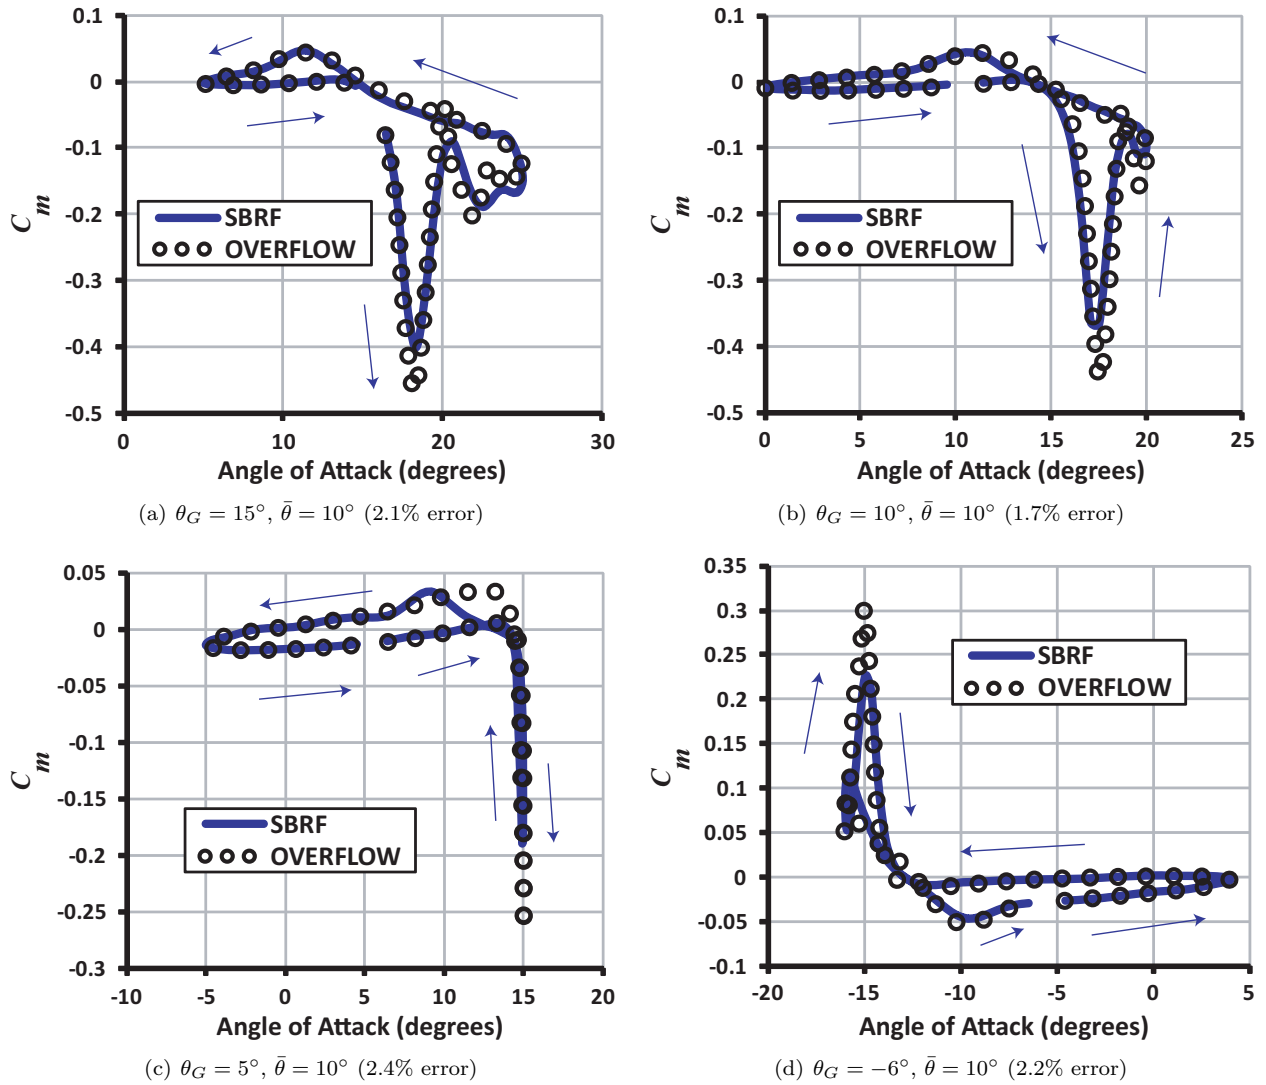 0.1
0
-0.1
-0.2
-0.3
-0.4
-0.5
C m
SBRF
OVERFLOW
0 10 20 30
Angle of Attack (degrees)
(a) θG = 15°, θ̄ = 10° (2.1% error)
0.1
0
-0.1
-0.2
-0.3
-0.4
-0.5
C m
SBRF
OVERFLOW
0 5 10 15 20 25
Angle of Attack (degrees)
(b) θG = 10°, θ̄ = 10° (1.7% error)
0.05
0
-0.05
-0.1
-0.15
-0.2
-0.25
-0.3
C m
SBRF
OVERFLOW
-10 -5 0 5 10 15 20
Angle of Attack (degrees)
(c) θG = 5°, θ̄ = 10° (2.4% error)
0.35
0.3
0.25
0.2
0.15
0.1
0.05
0
-0.05
-0.1
C m
SBRF
OVERFLOW
-20 -15 -10 -5 0 5
Angle of Attack (degrees)
(d) θG = −6°, θ̄ = 10° (2.2% error)